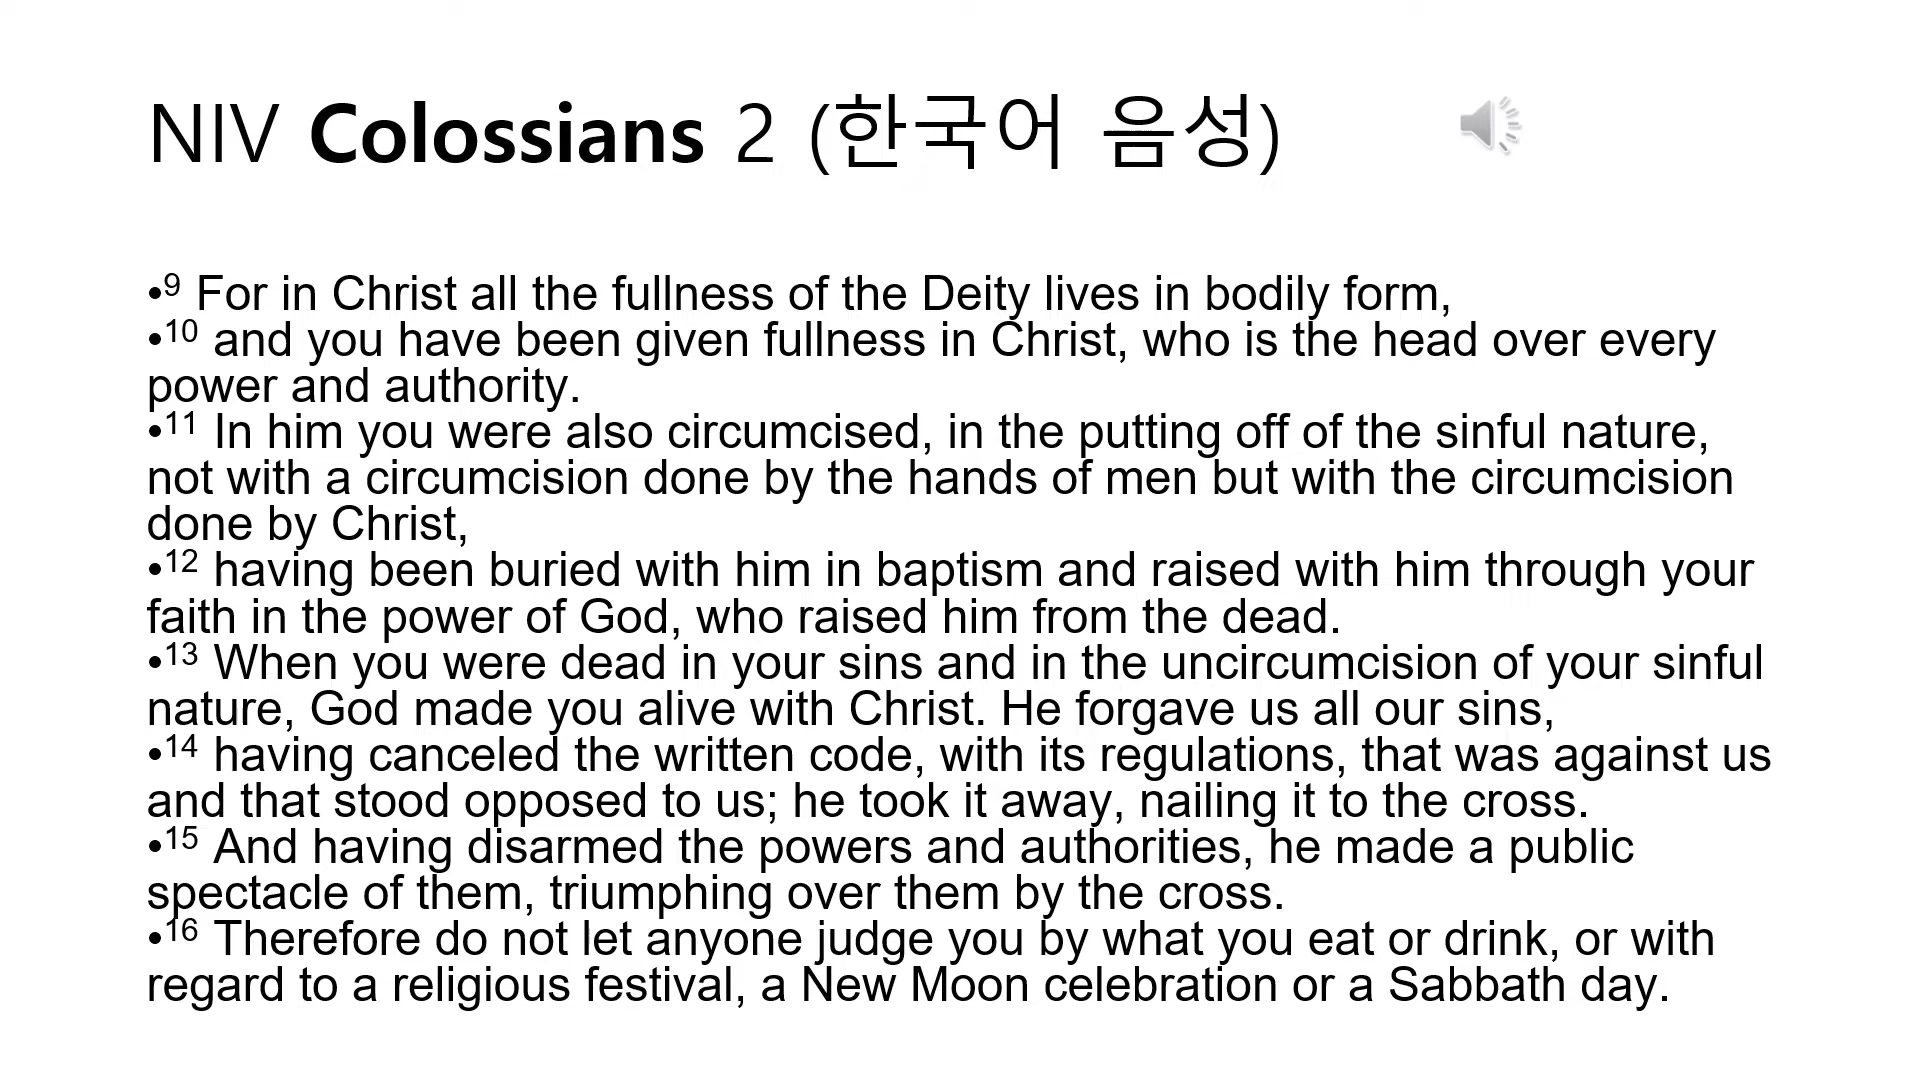 NIV Colossians 2 (한국어 음성)
•9 For in Christ all the fullness of the Deity lives in bodily form,
•10 and you have been given fullness in Christ, who is the head over every
power and authority.
•11 In him you were also circumcised, in the putting off of the sinful nature,
not with a circumcision done by the hands of men but with the circumcision
done by Christ,
•12 having been buried with him in baptism and raised with him through your
faith in the power of God, who raised him from the dead.
•13 When you were dead in your sins and in the uncircumcision of your sinful
nature, God made you alive with Christ. He forgave us all our sins,
•14 having canceled the written code, with its regulations, that was against us
and that stood opposed to us; he took it away, nailing it to the cross.
•15 And having disarmed the powers and authorities, he made a public
spectacle of them, triumphing over them by the cross.
•16 Therefore do not let anyone judge you by what you eat or drink, or with
regard to a religious festival, a New Moon celebration or a Sabbath day.